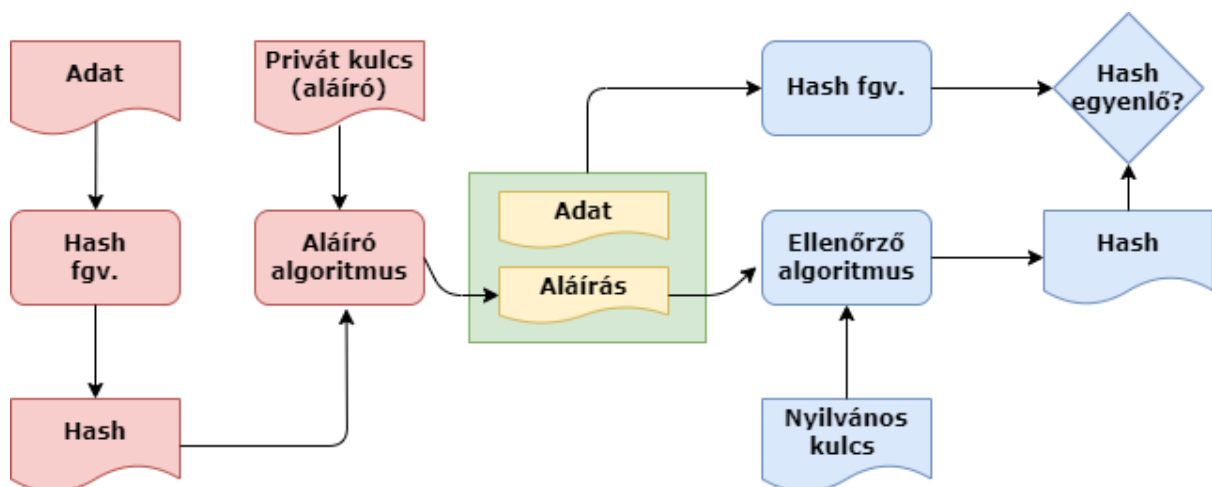 Adat
Hash
fgv.
Hash
Privát kulcs
(aláíró)
Aláíró
algoritmus
Adat
Aláírás
Hash fgv.
Ellenőrző
algoritmus
Nyilvános
kulcs
Hash
egyenlő?
Hash